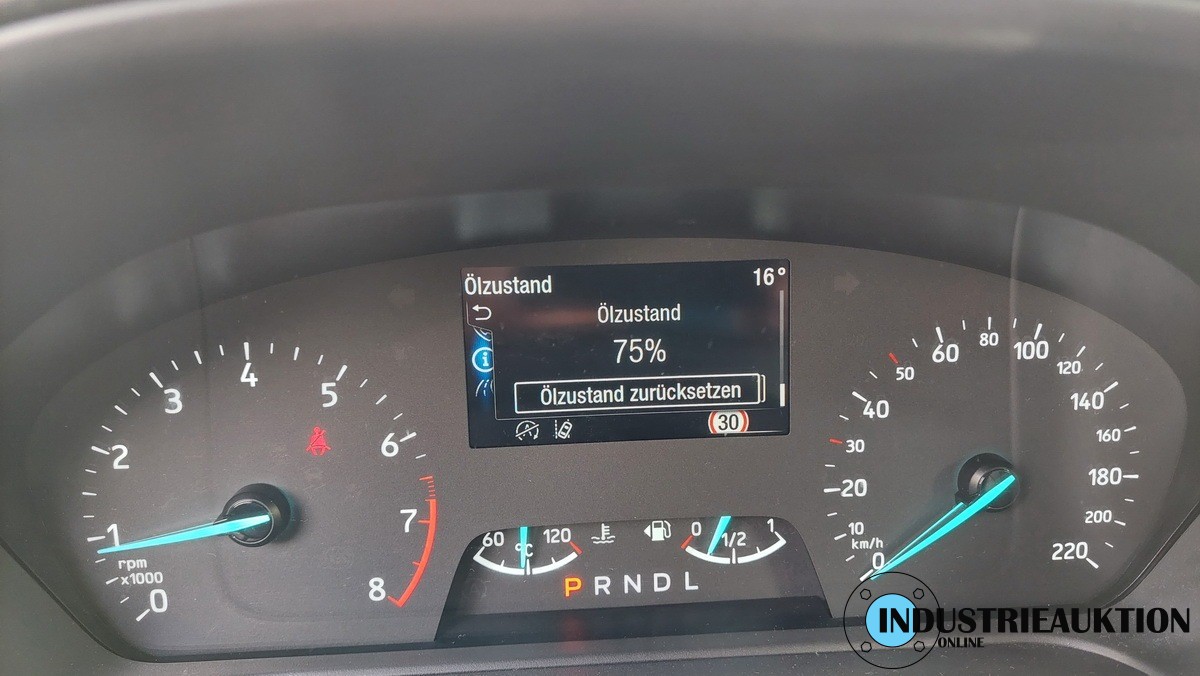 Ölzustand 16°
Ölzustand
75%
Ölzustand zurücksetzen
30
0 1 2 3 4 5 6 7 8
rpm
x1000
60 °C 120
0 1/2 1
P R N D L
0 10 20 30 40 50 60 80 100 120 140 160 180 200 220
km/h
INDUSTRIEAUKTION
ONLINE